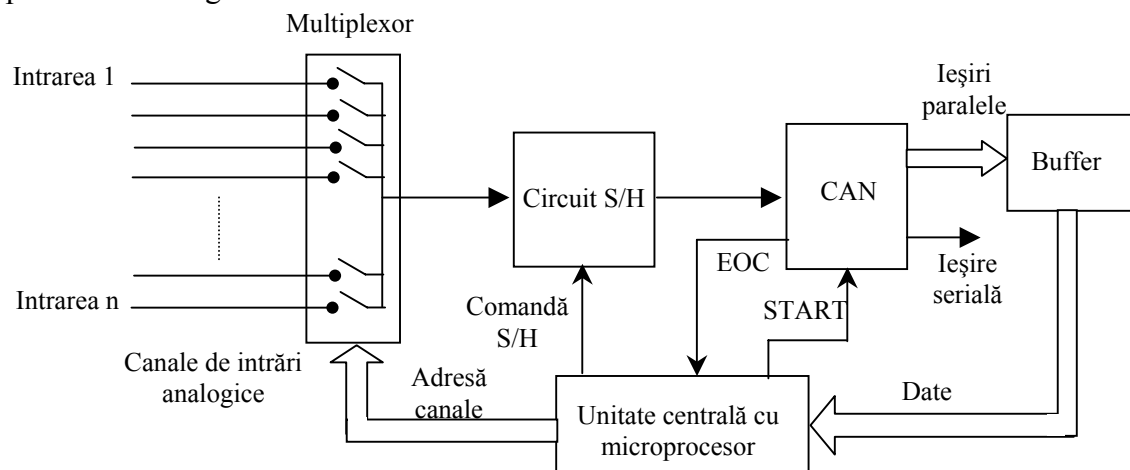 Multiplexor
Intrarea 1
Ieşiri
paralele
Buffer
CAN
Circuit S/H
EOC
Ieşire
serială
Intrarea n
Comandă
S/H
START
Canale de intrări
analogice
Adresă
canale
Date
Unitate centrală cu
microprocesor